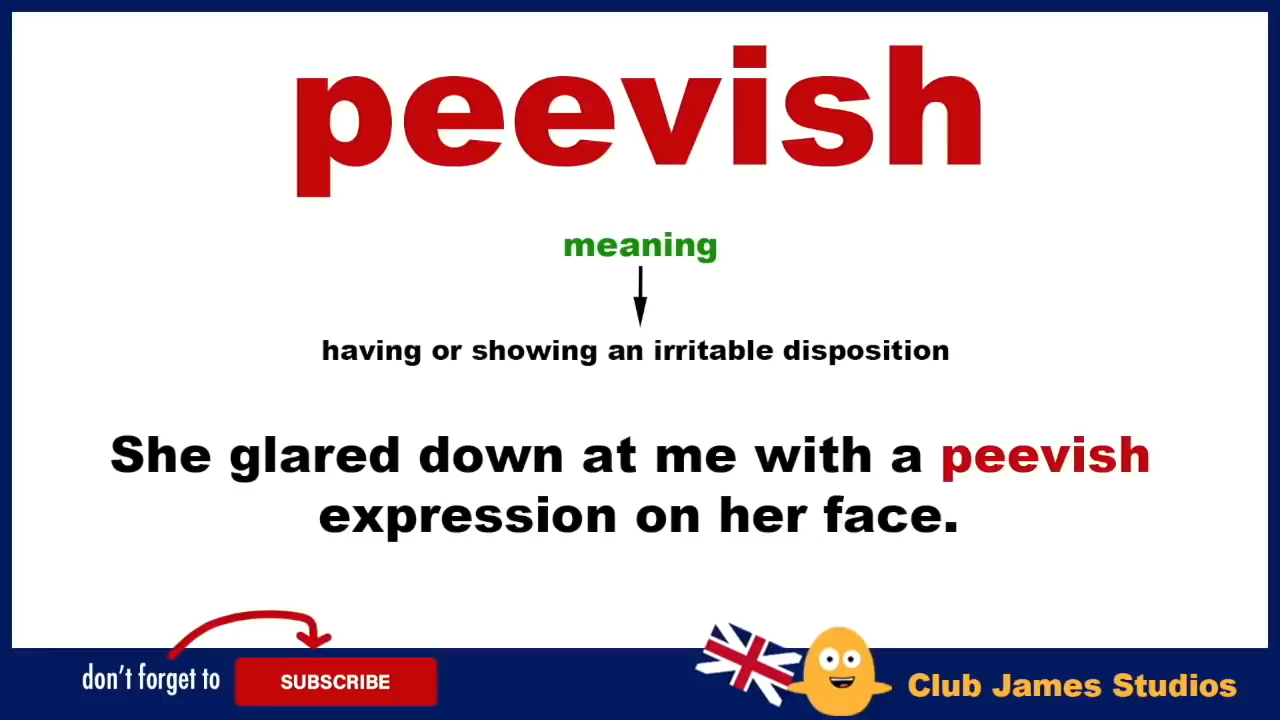 peevish
meaning
having or showing an irritable disposition
She glared down at me with a peevish
expression on her face.
don't forget to
SUBSCRIBE
Club James Studios